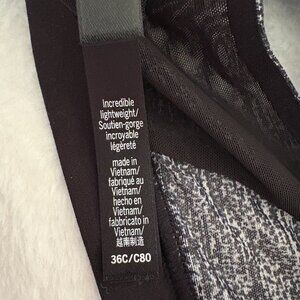 Incredible
lightweight/
Soutien-gorge
incroyable
légèreté
made in
Vietnam/
fabriqué au
Vietnam/
hecho en
Vietnam/
fabbricato in
Vietnam/
越南制造
36C/C80